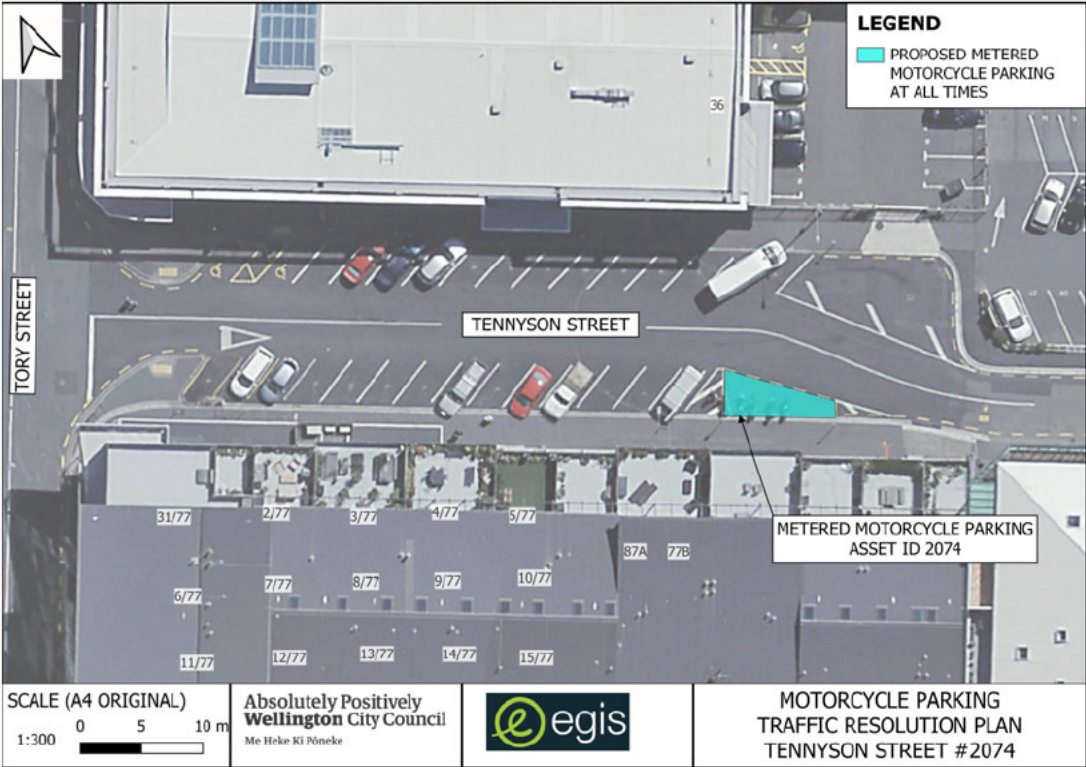 LEGEND
PROPOSED METERED
MOTORCYCLE PARKING
AT ALL TIMES
36
TORY STREET
TENNYSON STREET
METERED MOTORCYCLE PARKING
ASSET ID 2074
31/77
2/77
3/77
4/77
5/77
87A
77B
6/77
7/77
8/77
9/77
10/77
11/77
12/77
13/77
14/77
15/77
SCALE (A4 ORIGINAL)
1:300
0 5 10 m
Absolutely Positively
Wellington City Council
Me Heke Ki Pōneke
egis
MOTORCYCLE PARKING
TRAFFIC RESOLUTION PLAN
TENNYSON STREET #2074